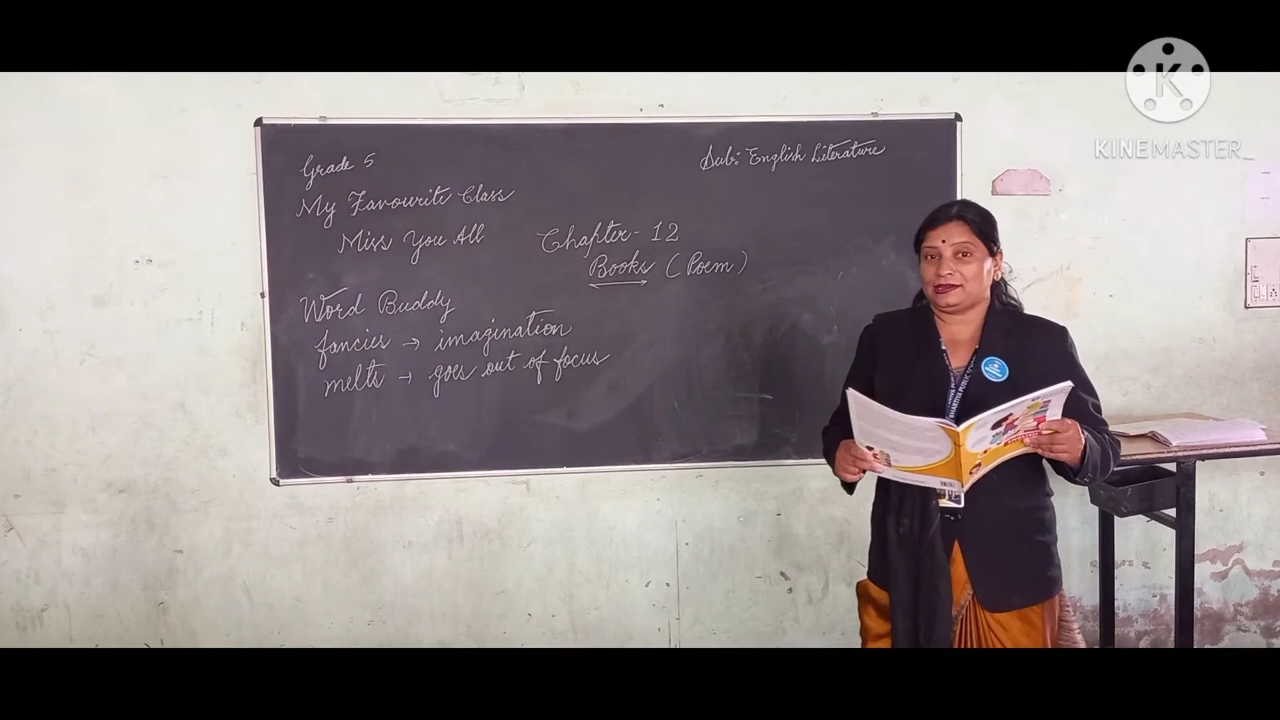 Grade 5
Sub: English Literature
My Favourite Class
Miss You All
Chapter - 12
Books (Poem)
Word Buddy
fancies → imagination
melts → goes out of focus
KINEMASTER